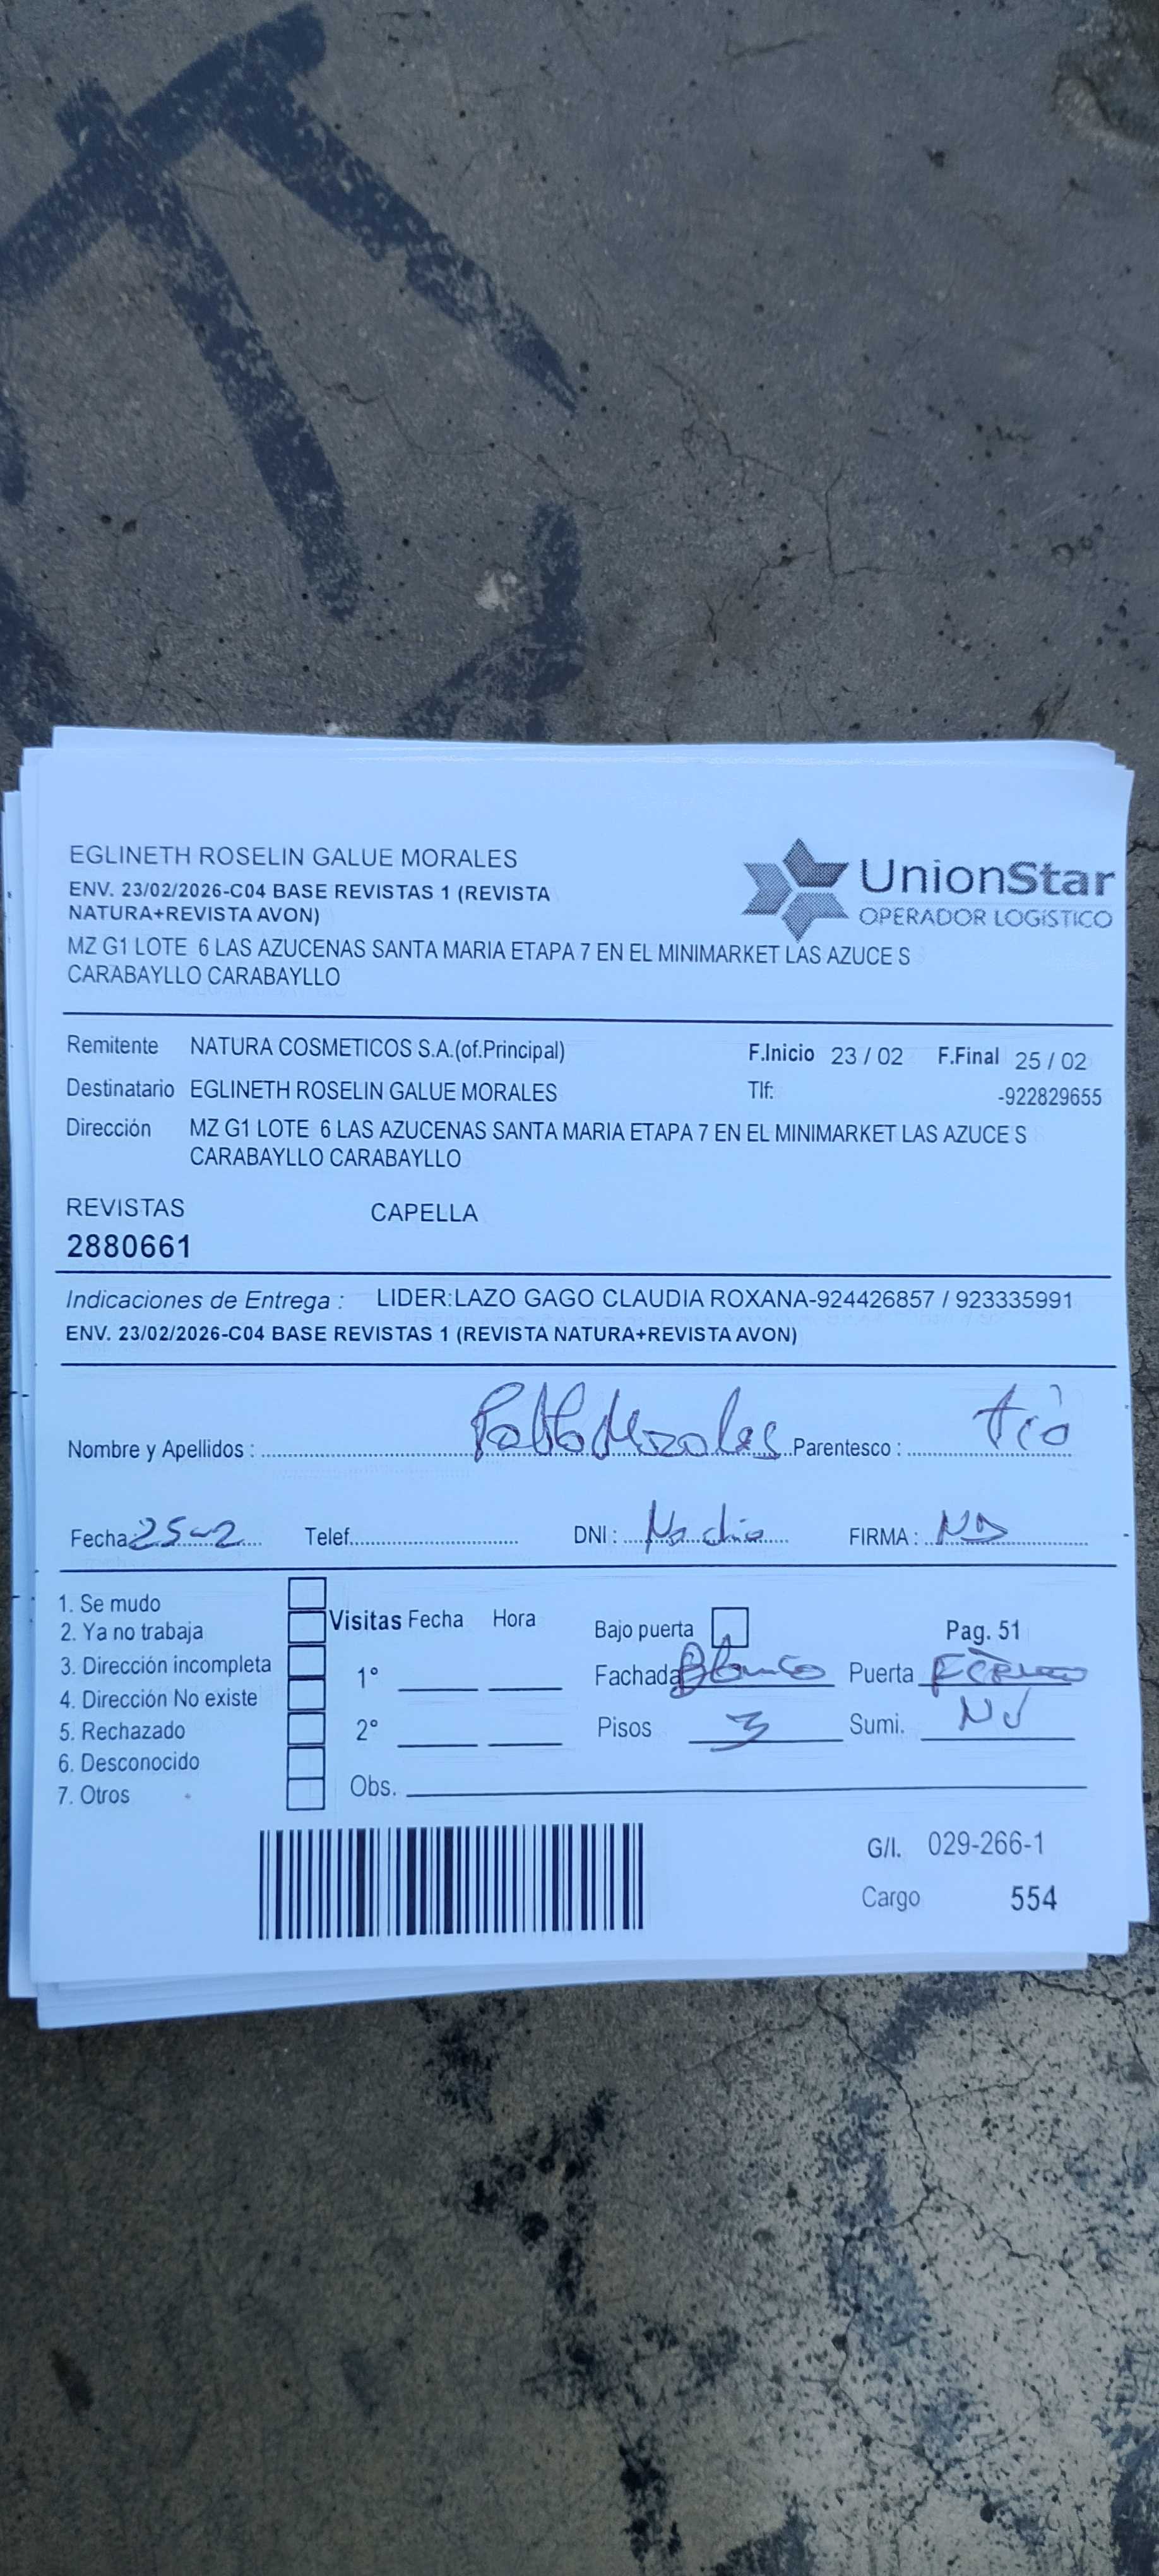 EGLINETH ROSELIN GALUE MORALES
ENV. 23/02/2026-C04 BASE REVISTAS 1 (REVISTA
NATURA+REVISTA AVON)
UnionStar
OPERADOR LOGíSTICO
MZ G1 LOTE 6 LAS AZUCENAS SANTA MARIA ETAPA 7 EN EL MINIMARKET LAS AZUCE S
CARABAYLLO CARABAYLLO
Remitente NATURA COSMETICOS S.A.(of.Principal) F.Inicio 23 / 02 F.Final 25 / 02
Destinatario EGLINETH ROSELIN GALUE MORALES Tlf: -922829655
Dirección MZ G1 LOTE 6 LAS AZUCENAS SANTA MARIA ETAPA 7 EN EL MINIMARKET LAS AZUCE S
CARABAYLLO CARABAYLLO
REVISTAS CAPELLA
2880661
Indicaciones de Entrega : LIDER:LAZO GAGO CLAUDIA ROXANA-924426857 / 923335991
ENV. 23/02/2026-C04 BASE REVISTAS 1 (REVISTA NATURA+REVISTA AVON)
Nombre y Apellidos : Pablo Morales Parentesco : tío
Fecha 25-2 Telef. DNI : No dio FIRMA : ND
1. Se mudo
2. Ya no trabaja
3. Dirección incompleta
4. Dirección No existe
5. Rechazado
6. Desconocido
7. Otros
Visitas Fecha Hora
1°
2°
Obs.
Bajo puerta Pag. 51
Fachada Blanco Puerta Fierro
Pisos 3 Sumi.
G/I. 029-266-1
Cargo 554